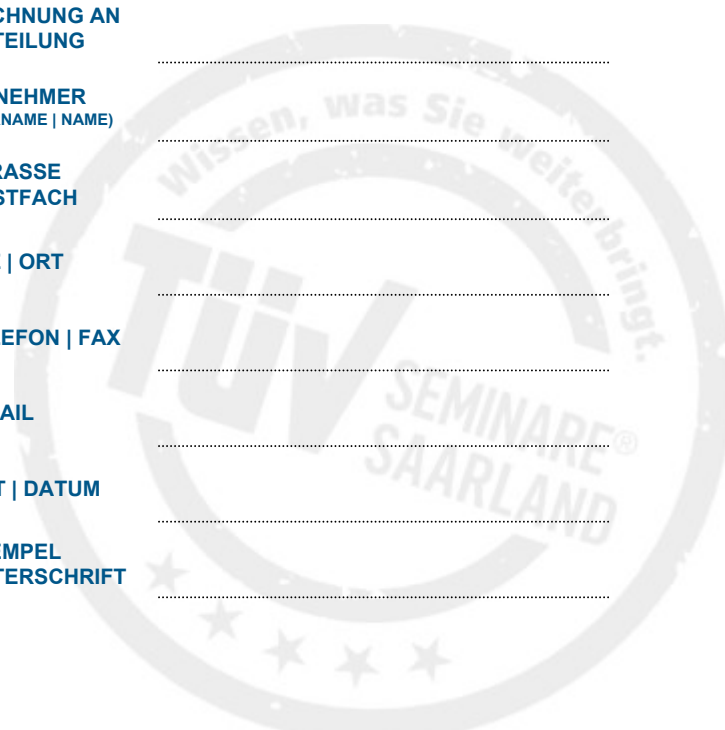 CHNUNG AN
TEILUNG
NEHMER
NAME | NAME)
RASSE
STFACH
| ORT
EFON | FAX
AIL
T | DATUM
EMPEL
TERSCHRIFT
Wissen, was Sie weiterbringt.
TÜV
SEMINARE®
SAARLAND